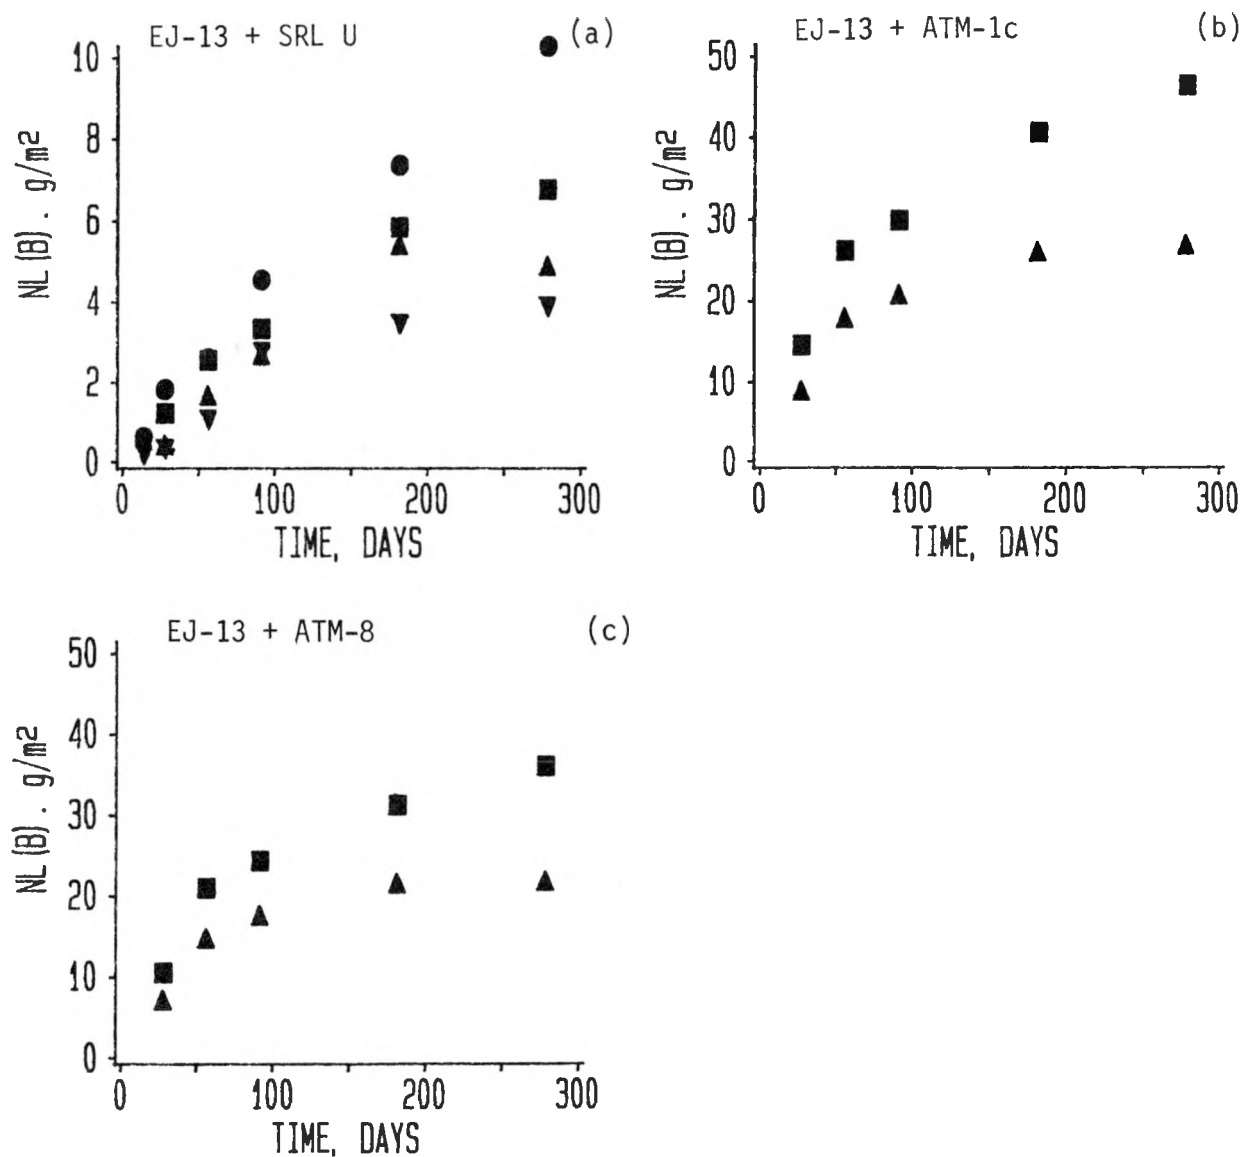 EJ-13 + SRL U
(a)
NL(B). g/m²
10
8
6
4
2
0
0 100 200 300
TIME, DAYS
EJ-13 + ATM-1c
(b)
NL(B). g/m²
50
40
30
20
10
0
0 100 200 300
TIME, DAYS
EJ-13 + ATM-8
(c)
NL(B). g/m²
50
40
30
20
10
0
0 100 200 300
TIME, DAYS